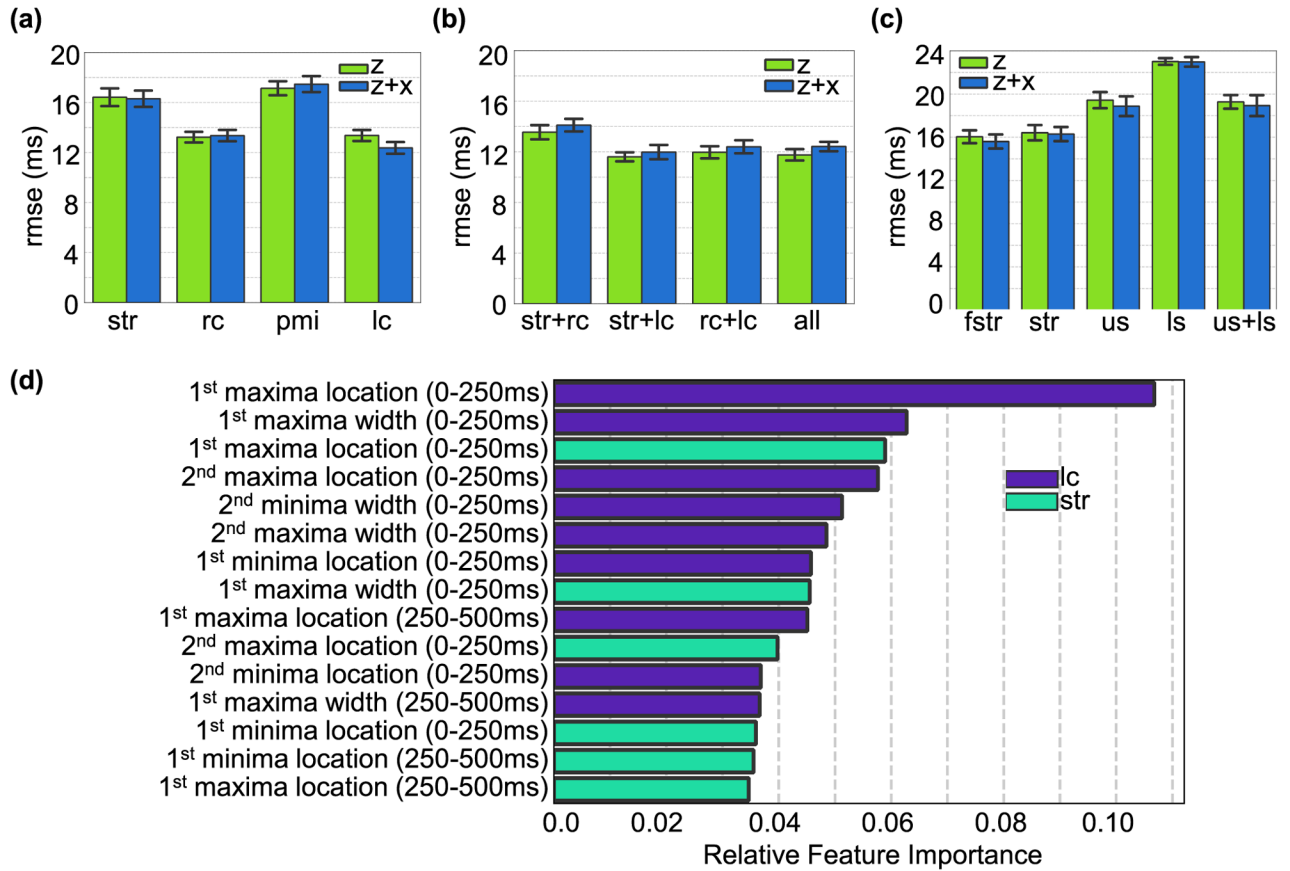 (a)
20
16
12
8
4
0
rmse (ms)
z
z+x
str rc pmi lc
(b)
20
16
12
8
4
0
z
z+x
str+rc str+lc rc+lc all
(c)
24
20
16
12
8
4
0
rmse (ms)
z
z+x
fstr str us ls us+ls
(d)
1st maxima location (0-250ms)
1st maxima width (0-250ms)
1st maxima location (0-250ms)
2nd maxima location (0-250ms)
2nd minima width (0-250ms)
2nd maxima width (0-250ms)
1st minima location (0-250ms)
1st maxima width (0-250ms)
1st maxima location (250-500ms)
2nd maxima location (0-250ms)
2nd minima location (0-250ms)
1st maxima width (250-500ms)
1st minima location (0-250ms)
1st minima location (250-500ms)
1st maxima location (250-500ms)
lc
str
0.0 0.02 0.04 0.06 0.08 0.10
Relative Feature Importance